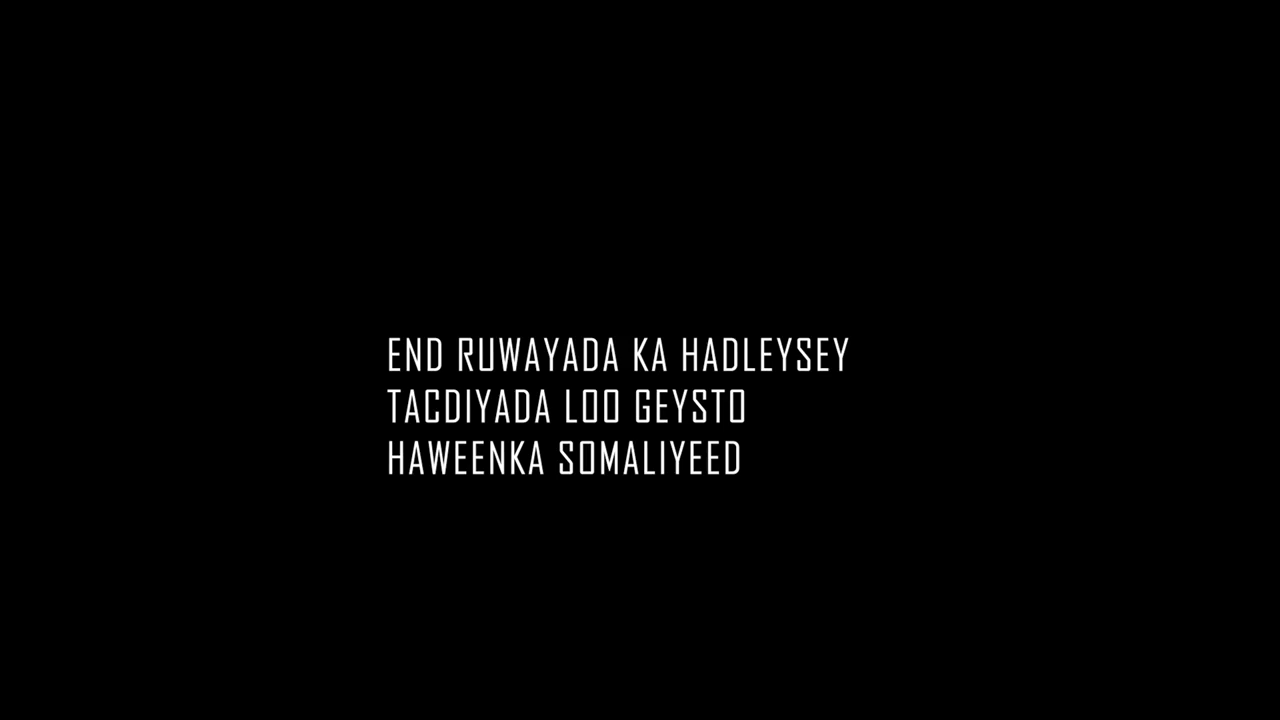 END RUWAYADA KA HADLEYSEY
TACDIYADA LOO GEYSTO
HAWEENKA SOMALIYEED